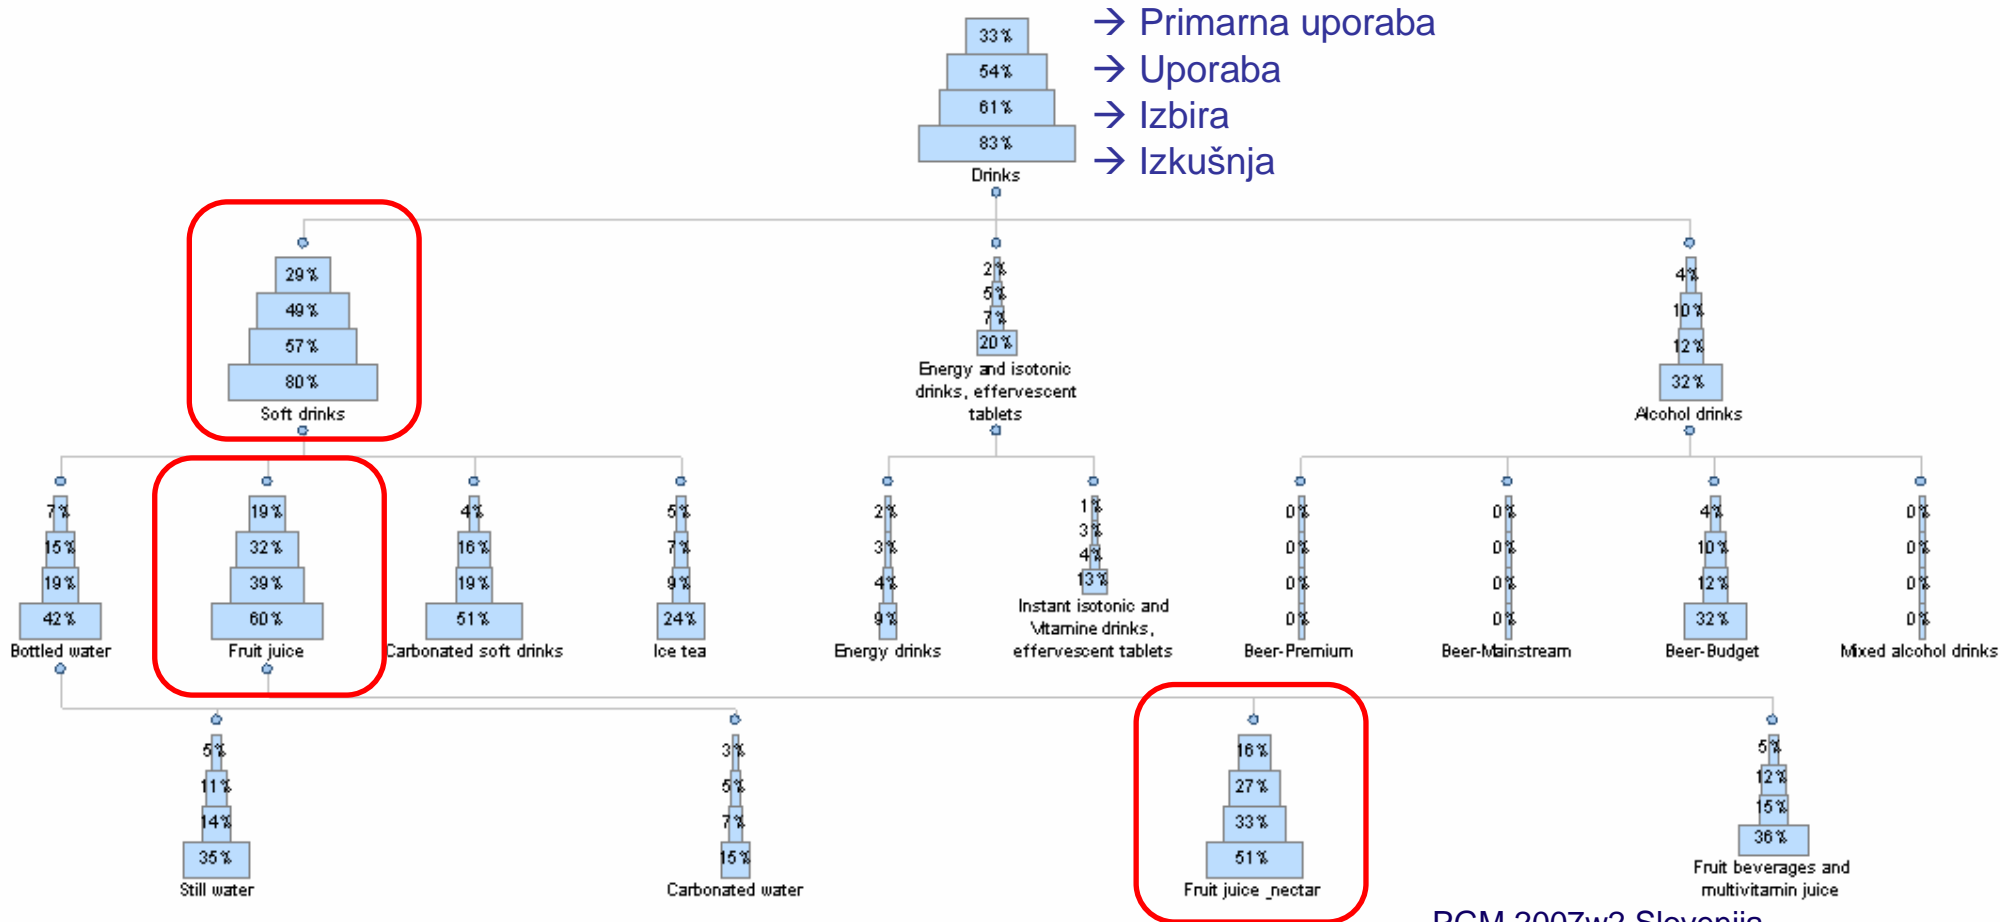 33%
→ Primarna uporaba
54%
→ Uporaba
61%
→ Izbira
83%
→ Izkušnja
Drinks
29%
49%
57%
80%
Soft drinks
2%
5%
7%
20%
Energy and isotonic
drinks, effervescent
tablets
4%
10%
12%
32%
Alcohol drinks
7%
15%
19%
42%
Bottled water
19%
32%
39%
60%
Fruit juice
4%
16%
19%
51%
Carbonated soft drinks
5%
7%
9%
24%
Ice tea
2%
3%
4%
9%
Energy drinks
1%
3%
4%
13%
Instant isotonic and
Vitamine drinks,
effervescent tablets
0%
0%
0%
0%
Beer-Premium
0%
0%
0%
0%
Beer-Mainstream
4%
10%
12%
32%
Beer-Budget
0%
0%
0%
0%
Mixed alcohol drinks
5%
11%
14%
35%
Still water
3%
5%
7%
15%
Carbonated water
16%
27%
33%
51%
Fruit juice_nectar
5%
12%
15%
36%
Fruit beverages and
multivitamin juice
PGM 2007w2 Slovenija